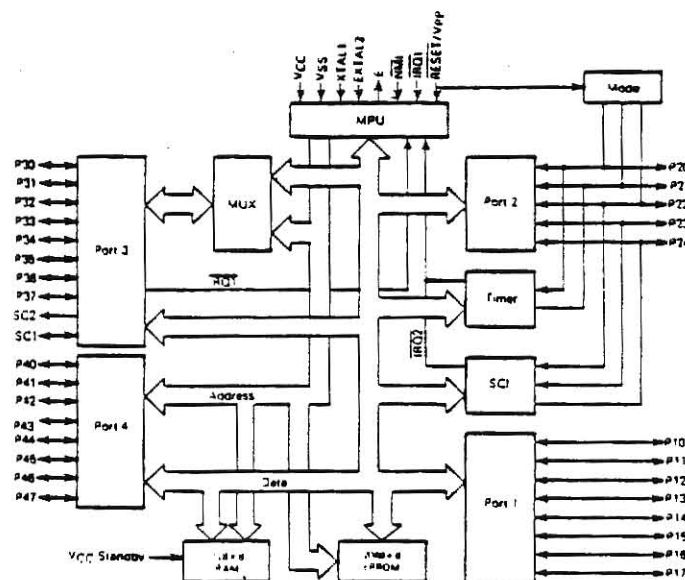 VCC
VSS
XTAL1
EXTAL2
E
NMI
IRQ1
RESET/VPP
Mode
MPU
P30
P31
P32
P33
P34
P35
P36
P37
SC2
SC1
Port 3
MUX
Port 2
P20
P21
P22
P23
P24
IRQ1
Timer
IRQ2
SCI
P40
P41
P42
P43
P44
P45
P46
P47
Port 4
Address
Data
Port 1
P10
P11
P12
P13
P14
P15
P16
P17
VCC Standby
RAM
EPROM